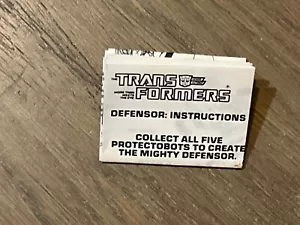 TRANS
FORMERS
DEFENSOR: INSTRUCTIONS
COLLECT ALL FIVE
PROTECTOBOTS TO CREATE
THE MIGHTY DEFENSOR.